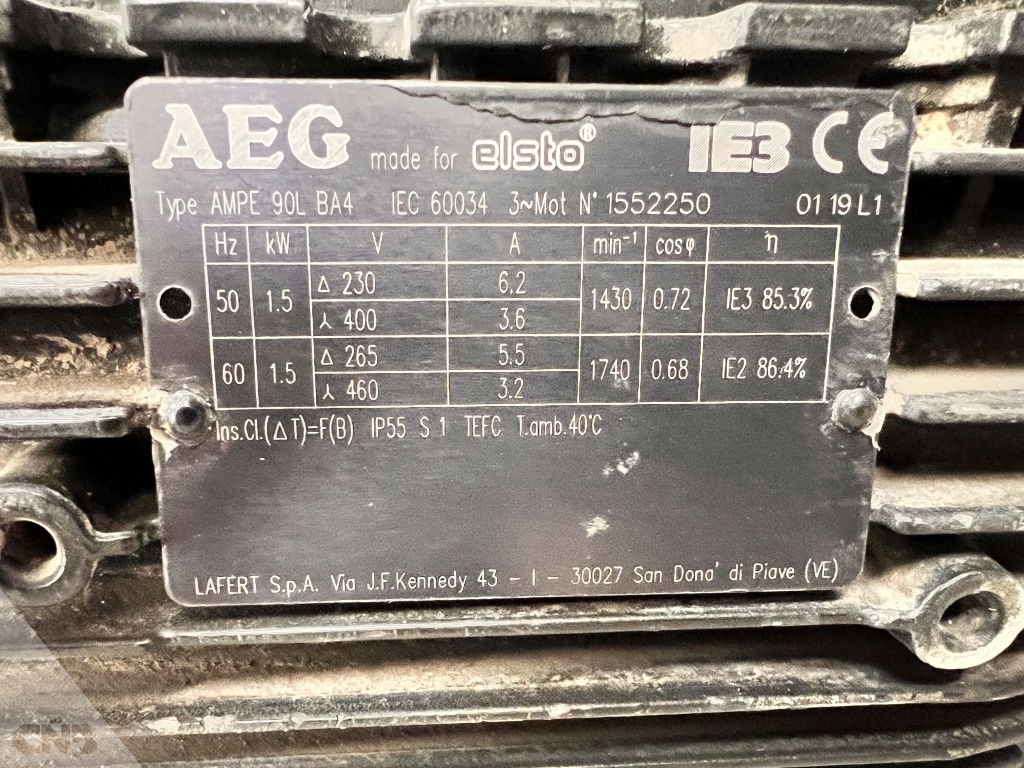 AEG made for elsto® IE3 CE
Type AMPE 90L BA4 IEC 60034 3~Mot N° 1552250 01 19 L1
Hz kW V A min⁻¹ cosφ η
50 1.5 Δ 230 6.2 1430 0.72 IE3 85.3%
⅄ 400 3.6
60 1.5 Δ 265 5.5 1740 0.68 IE2 86.4%
⅄ 460 3.2
Ins.Cl.(ΔT)=F(B) IP55 S 1 TEFC T.amb.40°C
LAFERT S.p.A. Via J.F.Kennedy 43 - I - 30027 San Dona' di Piave (VE)
CNB